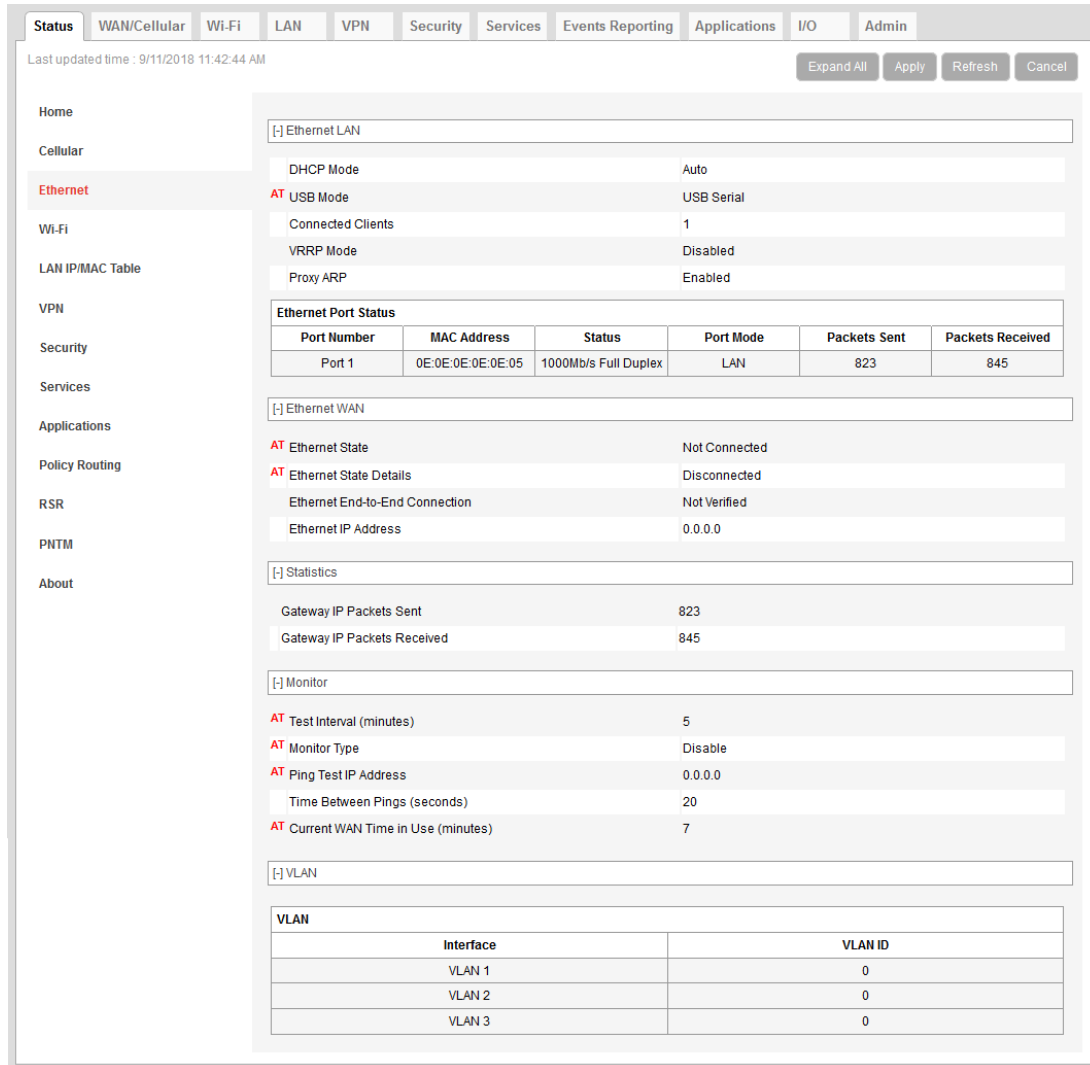 Status WAN/Cellular Wi-Fi LAN VPN Security Services Events Reporting Applications I/O Admin
Last updated time : 9/11/2018 11:42:44 AM
Expand All Apply Refresh Cancel
Home
Cellular
Ethernet
Wi-Fi
LAN IP/MAC Table
VPN
Security
Services
Applications
Policy Routing
RSR
PNTM
About
[-] Ethernet LAN
DHCP Mode Auto
AT USB Mode USB Serial
Connected Clients 1
VRRP Mode Disabled
Proxy ARP Enabled
Ethernet Port Status
Port Number MAC Address Status Port Mode Packets Sent Packets Received
Port 1 0E:0E:0E:0E:0E:05 1000Mb/s Full Duplex LAN 823 845
[-] Ethernet WAN
AT Ethernet State Not Connected
AT Ethernet State Details Disconnected
Ethernet End-to-End Connection Not Verified
Ethernet IP Address 0.0.0.0
[-] Statistics
Gateway IP Packets Sent 823
Gateway IP Packets Received 845
[-] Monitor
AT Test Interval (minutes) 5
AT Monitor Type Disable
AT Ping Test IP Address 0.0.0.0
Time Between Pings (seconds) 20
AT Current WAN Time in Use (minutes) 7
[-] VLAN
VLAN
Interface VLAN ID
VLAN 1 0
VLAN 2 0
VLAN 3 0